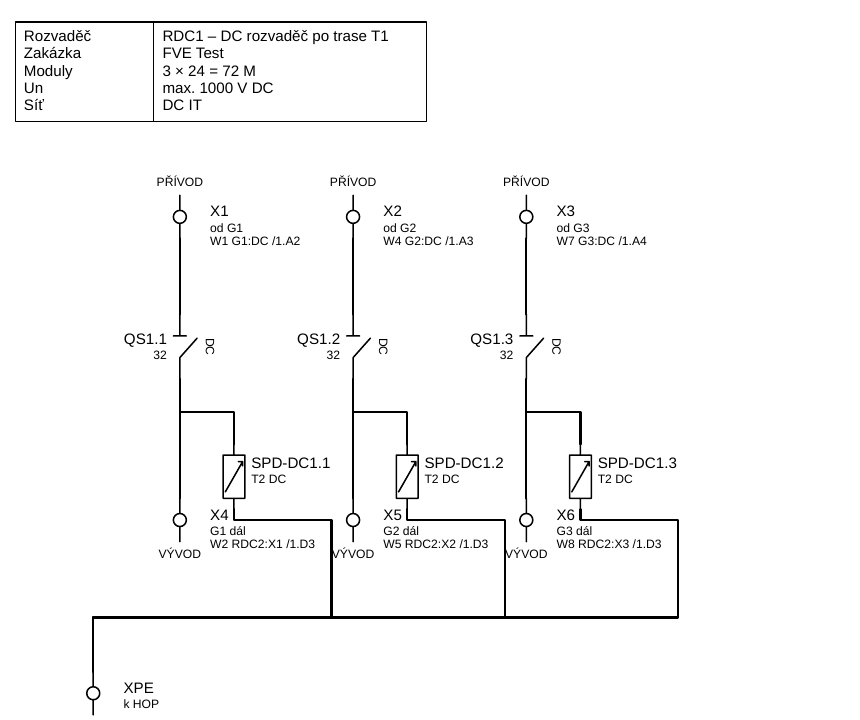 Rozvaděč RDC1 – DC rozvaděč po trase T1
Zakázka FVE Test
Moduly 3 × 24 = 72 M
Un max. 1000 V DC
Síť DC IT
PŘÍVOD PŘÍVOD PŘÍVOD
X1
od G1
W1 G1:DC /1.A2
X2
od G2
W4 G2:DC /1.A3
X3
od G3
W7 G3:DC /1.A4
QS1.1
32
DC
QS1.2
32
DC
QS1.3
32
DC
SPD-DC1.1
T2 DC
SPD-DC1.2
T2 DC
SPD-DC1.3
T2 DC
X4
G1 dál
W2 RDC2:X1 /1.D3
X5
G2 dál
W5 RDC2:X2 /1.D3
X6
G3 dál
W8 RDC2:X3 /1.D3
VÝVOD VÝVOD VÝVOD
XPE
k HOP